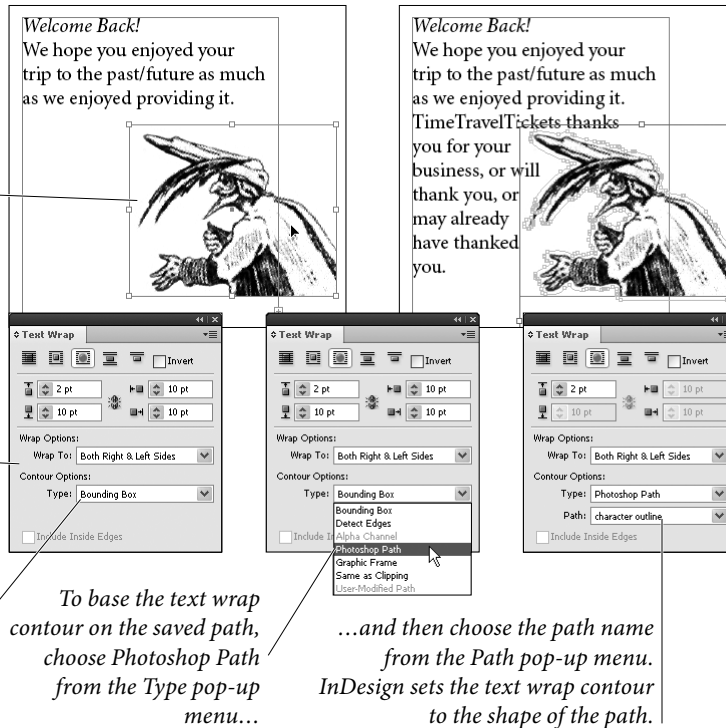 Welcome Back!
We hope you enjoyed your
trip to the past/future as much
as we enjoyed providing it.
Welcome Back!
We hope you enjoyed your
trip to the past/future as much
as we enjoyed providing it.
TimeTravelTickets thanks
you for your
business, or will
thank you, or
may already
have thanked
you.
Text Wrap
Invert
2 pt
10 pt
10 pt
10 pt
Wrap Options:
Wrap To: Both Right & Left Sides
Contour Options:
Type: Bounding Box
Include Inside Edges
Text Wrap
Invert
2 pt
10 pt
10 pt
10 pt
Wrap Options:
Wrap To: Both Right & Left Sides
Contour Options:
Type: Bounding Box
Bounding Box
Detect Edges
Include In
Alpha Channel
Photoshop Path
Graphic Frame
Same as Clipping
User-Modified Path
Text Wrap
Invert
2 pt
10 pt
10 pt
10 pt
Wrap Options:
Wrap To: Both Right & Left Sides
Contour Options:
Type: Photoshop Path
Path: character outline
Include Inside Edges
To base the text wrap
contour on the saved path,
choose Photoshop Path
from the Type pop-up
menu…
…and then choose the path name
from the Path pop-up menu.
InDesign sets the text wrap contour
to the shape of the path.